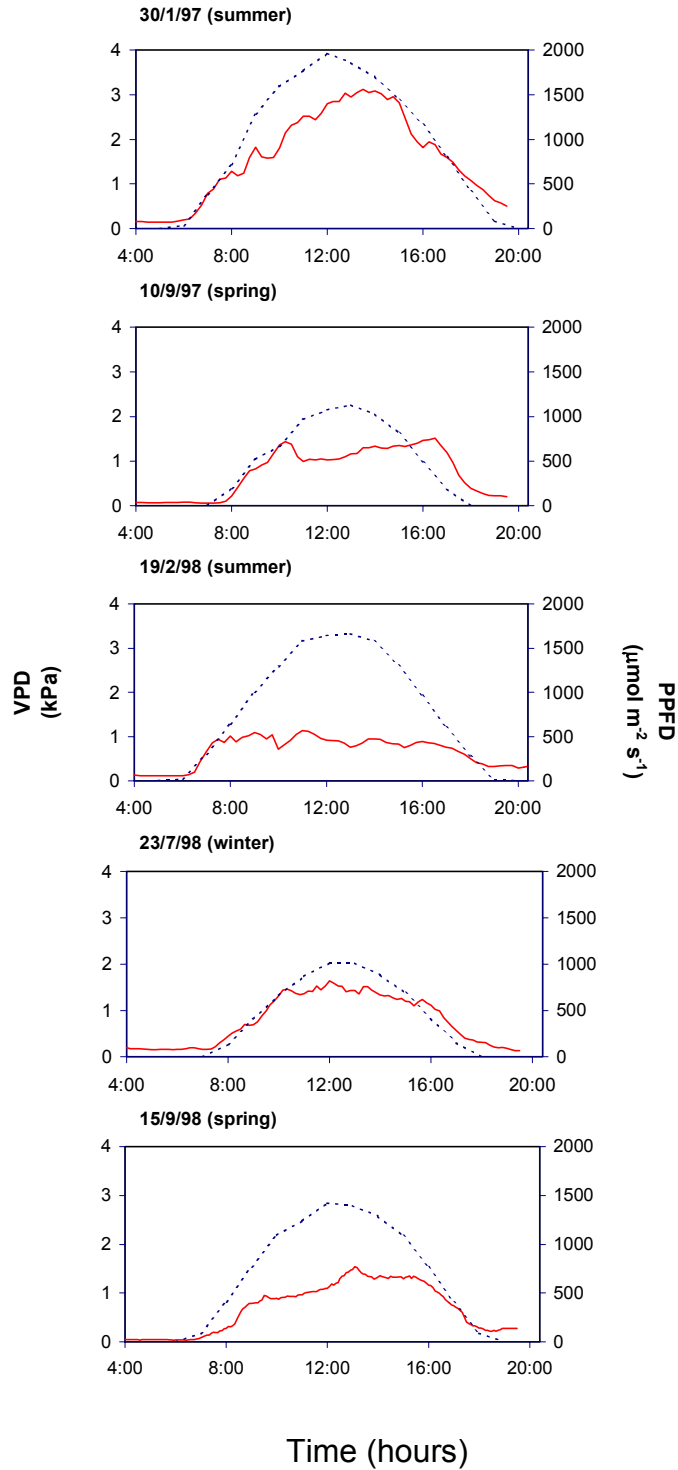 30/1/97 (summer)
4 2000
3 1500
2 1000
1 500
0 0
4:00 8:00 12:00 16:00 20:00
10/9/97 (spring)
4 2000
3 1500
2 1000
1 500
0 0
4:00 8:00 12:00 16:00 20:00
19/2/98 (summer)
4 2000
3 1500
2 1000
1 500
0 0
4:00 8:00 12:00 16:00 20:00
VPD
(kPa)
PPFD
(µmol m⁻² s⁻¹)
23/7/98 (winter)
4 2000
3 1500
2 1000
1 500
0 0
4:00 8:00 12:00 16:00 20:00
15/9/98 (spring)
4 2000
3 1500
2 1000
1 500
0 0
4:00 8:00 12:00 16:00 20:00
Time (hours)